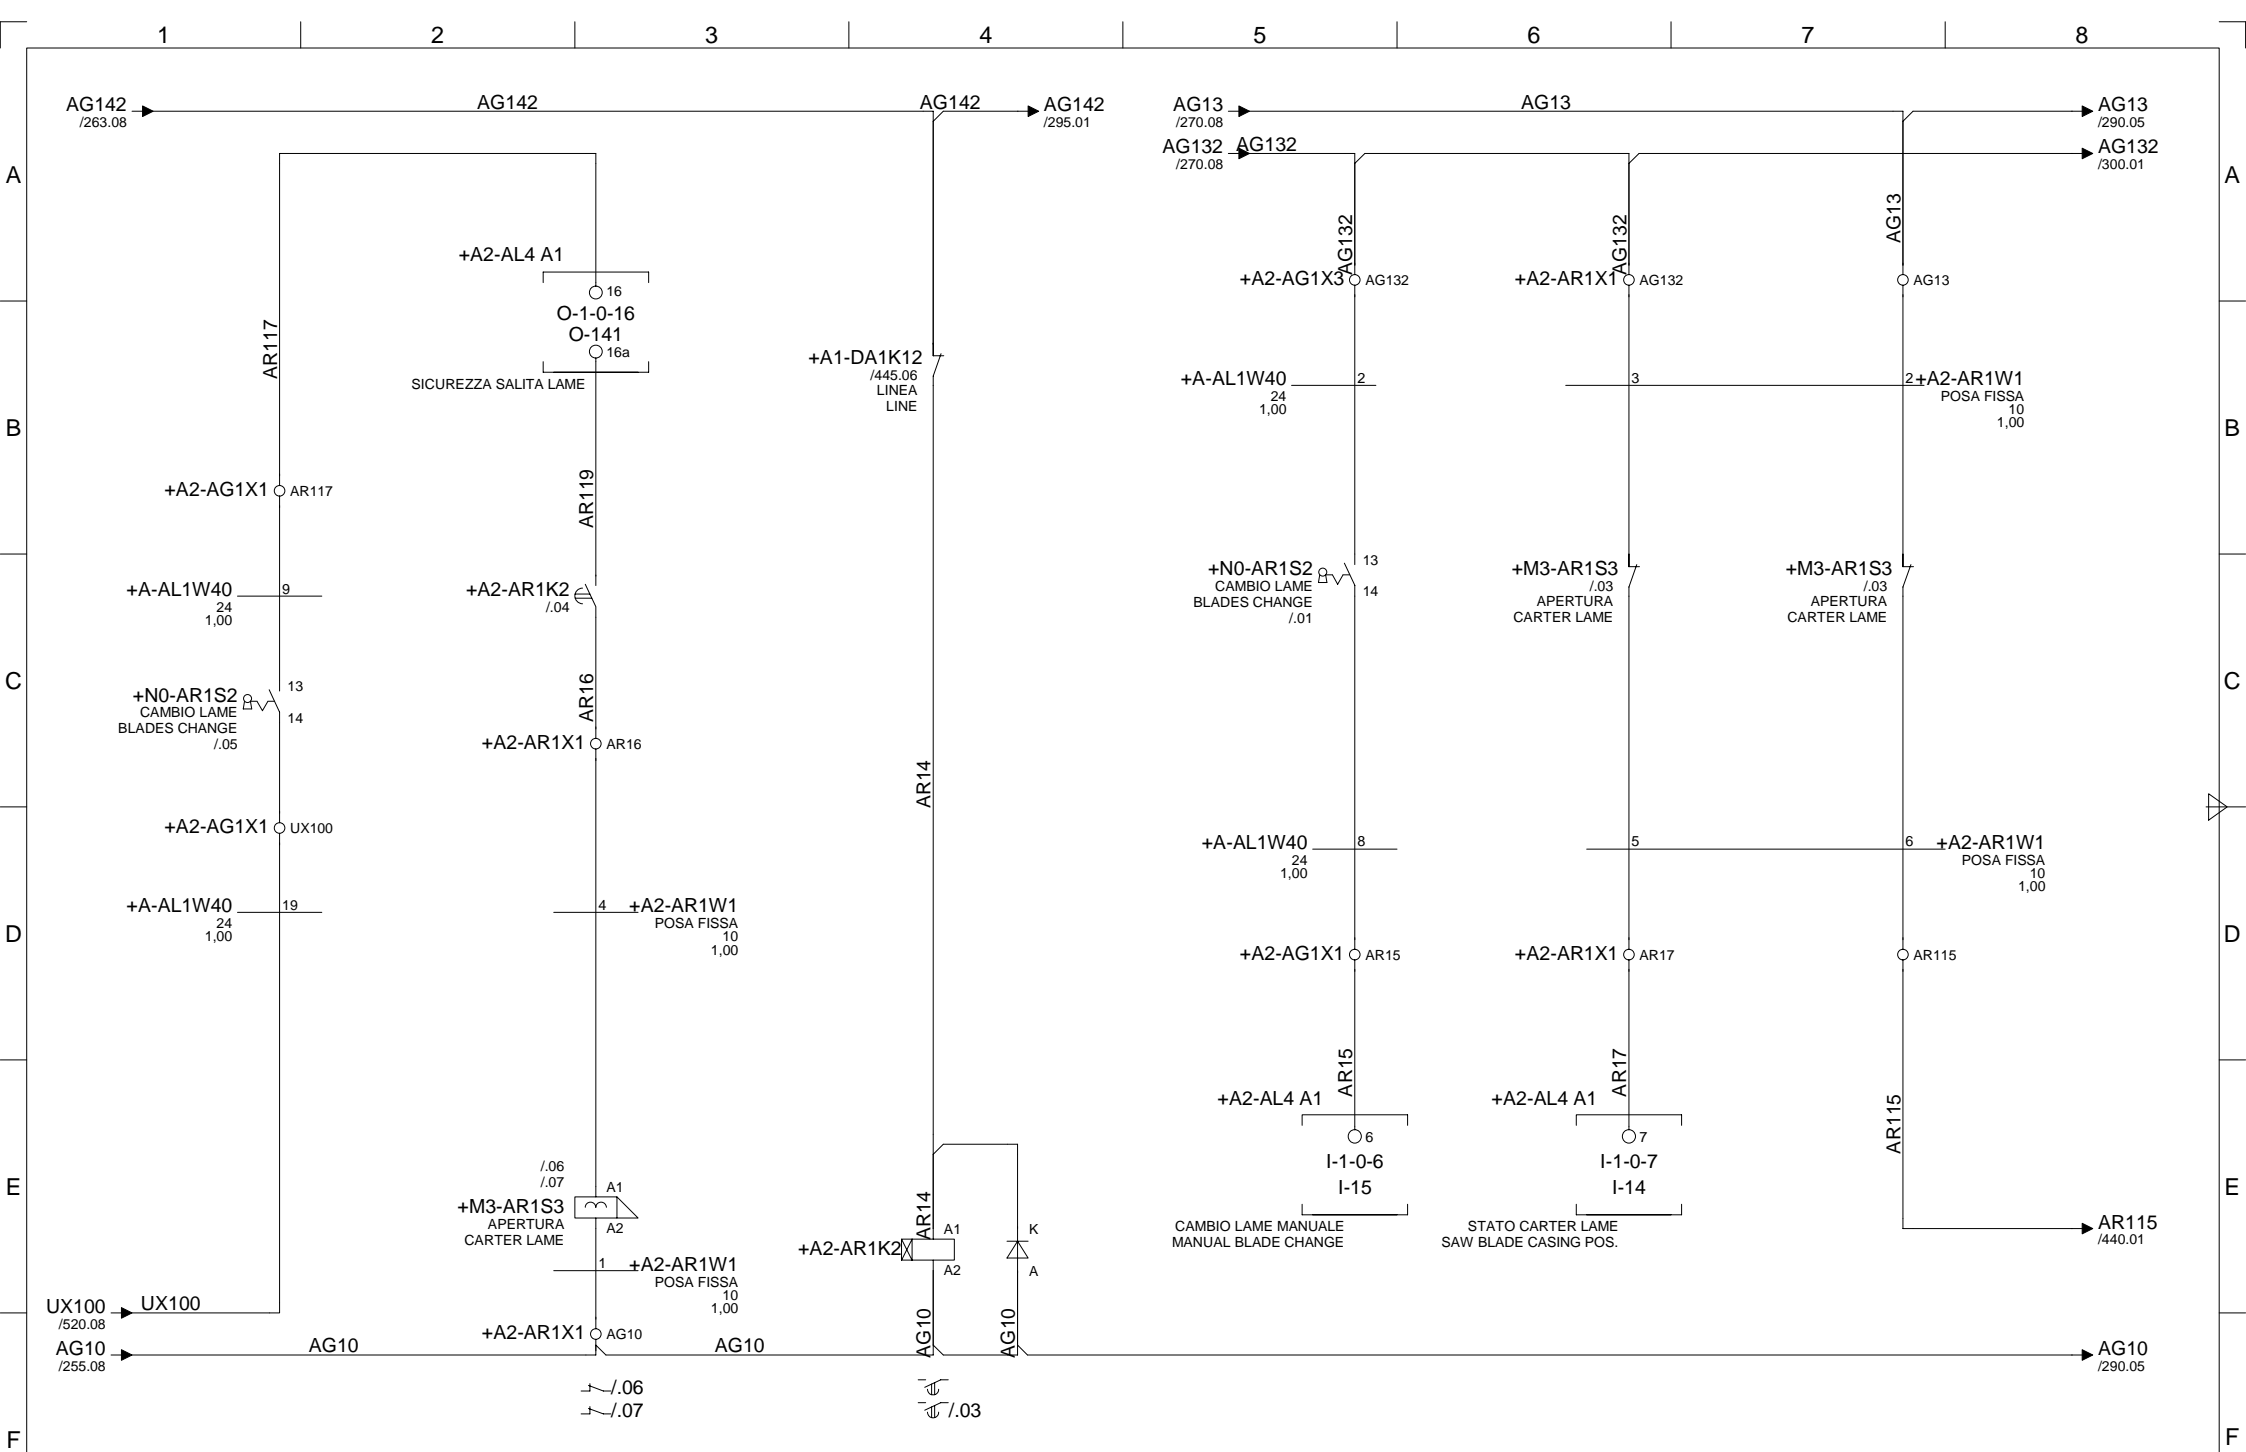 1 2 3 4 5 6 7 8
AG142
/263.08
AG142
AG142
AG142
/295.01
AG13
/270.08
AG13
AG13
/290.05
AG132
/270.08
AG132
AG132
/300.01
A
A
+A2-AL4 A1
16
O-1-0-16
O-141
16a
SICUREZZA SALITA LAME
AR117
AG132
AG132
AG13
+A2-AG1X3
AG132
+A2-AR1X1
AG132
AG13
+A1-DA1K12
/445.06
LINEA
LINE
+A-AL1W40
24
1,00
2
3
2
+A2-AR1W1
POSA FISSA
10
1,00
B
B
+A2-AG1X1
AR117
AR119
+A-AL1W40
24
1,00
9
+A2-AR1K2
/.04
+N0-AR1S2
CAMBIO LAME
BLADES CHANGE
/.01
13
14
+M3-AR1S3
/.03
APERTURA
CARTER LAME
+M3-AR1S3
/.03
APERTURA
CARTER LAME
C
C
+N0-AR1S2
CAMBIO LAME
BLADES CHANGE
/.05
13
14
AR16
+A2-AR1X1
AR16
AR14
+A2-AG1X1
UX100
+A-AL1W40
24
1,00
8
5
6
+A2-AR1W1
POSA FISSA
10
1,00
+A-AL1W40
24
1,00
19
4
+A2-AR1W1
POSA FISSA
10
1,00
D
D
+A2-AG1X1
AR15
+A2-AR1X1
AR17
AR115
AR15
AR17
AR115
+A2-AL4 A1
6
I-1-0-6
I-15
CAMBIO LAME MANUALE
MANUAL BLADE CHANGE
+A2-AL4 A1
7
I-1-0-7
I-14
STATO CARTER LAME
SAW BLADE CASING POS.
E
E
/.06
/.07
+M3-AR1S3
APERTURA
CARTER LAME
A1
A2
AR14
+A2-AR1K2
A1
A2
K
A
AR115
/440.01
1
+A2-AR1W1
POSA FISSA
10
1,00
UX100
/520.08
UX100
+A2-AR1X1
AG10
AG10
AG10
AG10
/255.08
AG10
AG10
AG10
/290.05
/.06
/.07
/.03
F
F